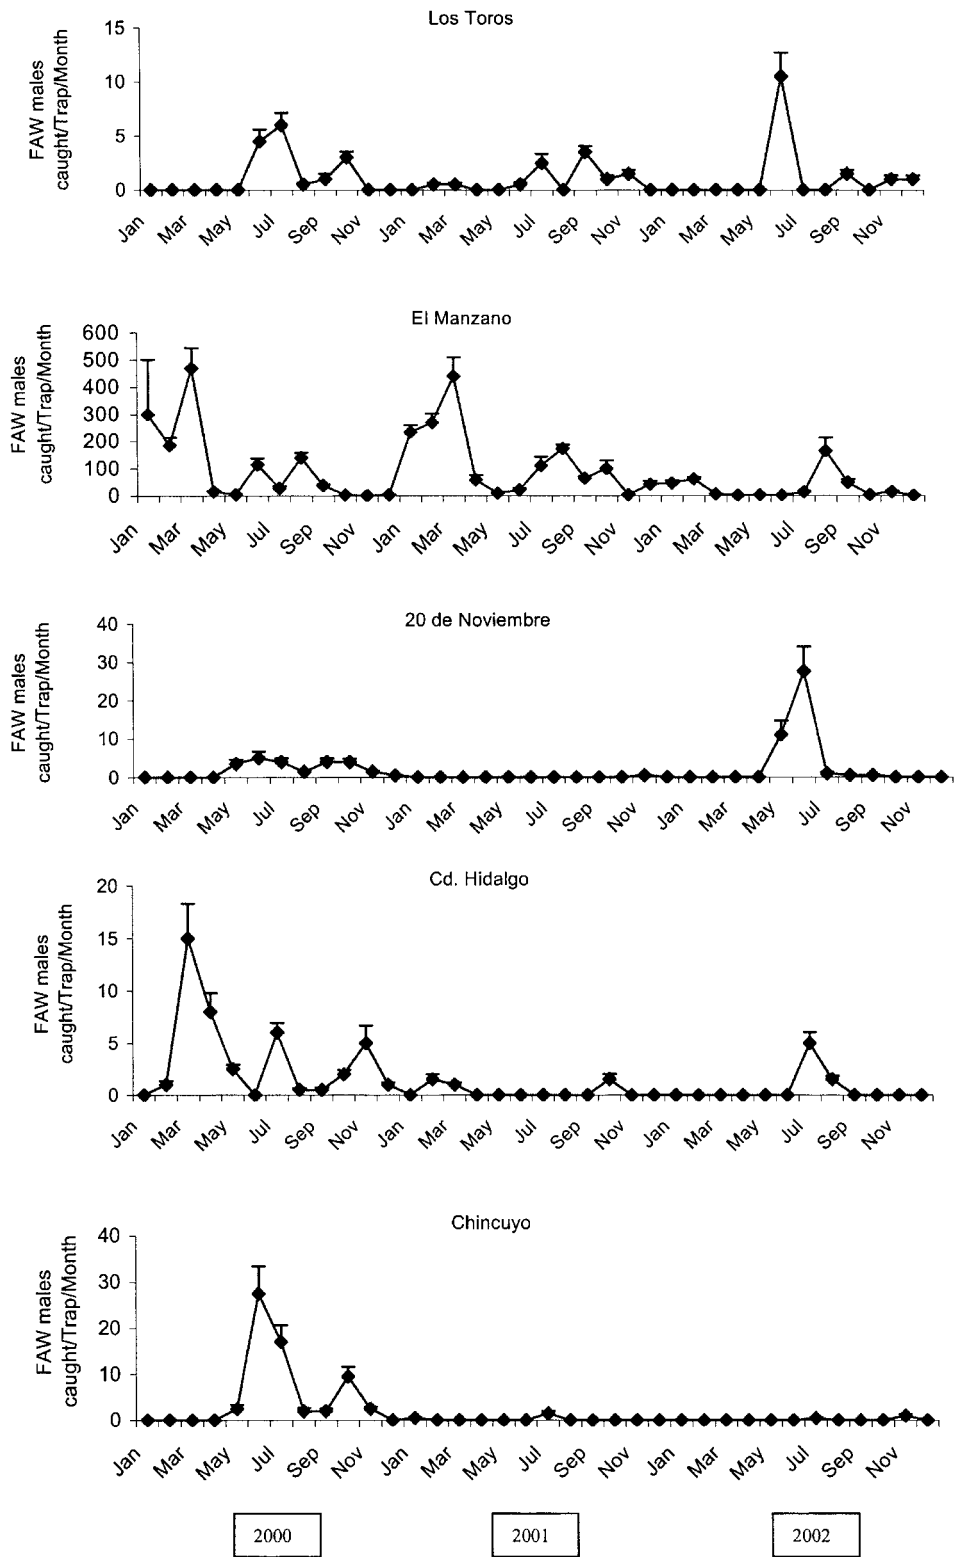 Los Toros
FAW males
caught/Trap/Month
15
10
5
0
Jan Mar May Jul Sep Nov Jan Mar May Jul Sep Nov Jan Mar May Jul Sep Nov
El Manzano
FAW males
caught/Trap/Month
600
500
400
300
200
100
0
Jan Mar May Jul Sep Nov Jan Mar May Jul Sep Nov Jan Mar May Jul Sep Nov
20 de Noviembre
FAW males
caught/Trap/Month
40
30
20
10
0
Jan Mar May Jul Sep Nov Jan Mar May Jul Sep Nov Jan Mar May Jul Sep Nov
Cd. Hidalgo
FAW males
caught/Trap/Month
20
15
10
5
0
Jan Mar May Jul Sep Nov Jan Mar May Jul Sep Nov Jan Mar May Jul Sep Nov
Chincuyo
FAW males
caught/Trap/Month
40
30
20
10
0
Jan Mar May Jul Sep Nov Jan Mar May Jul Sep Nov Jan Mar May Jul Sep Nov
2000 2001 2002